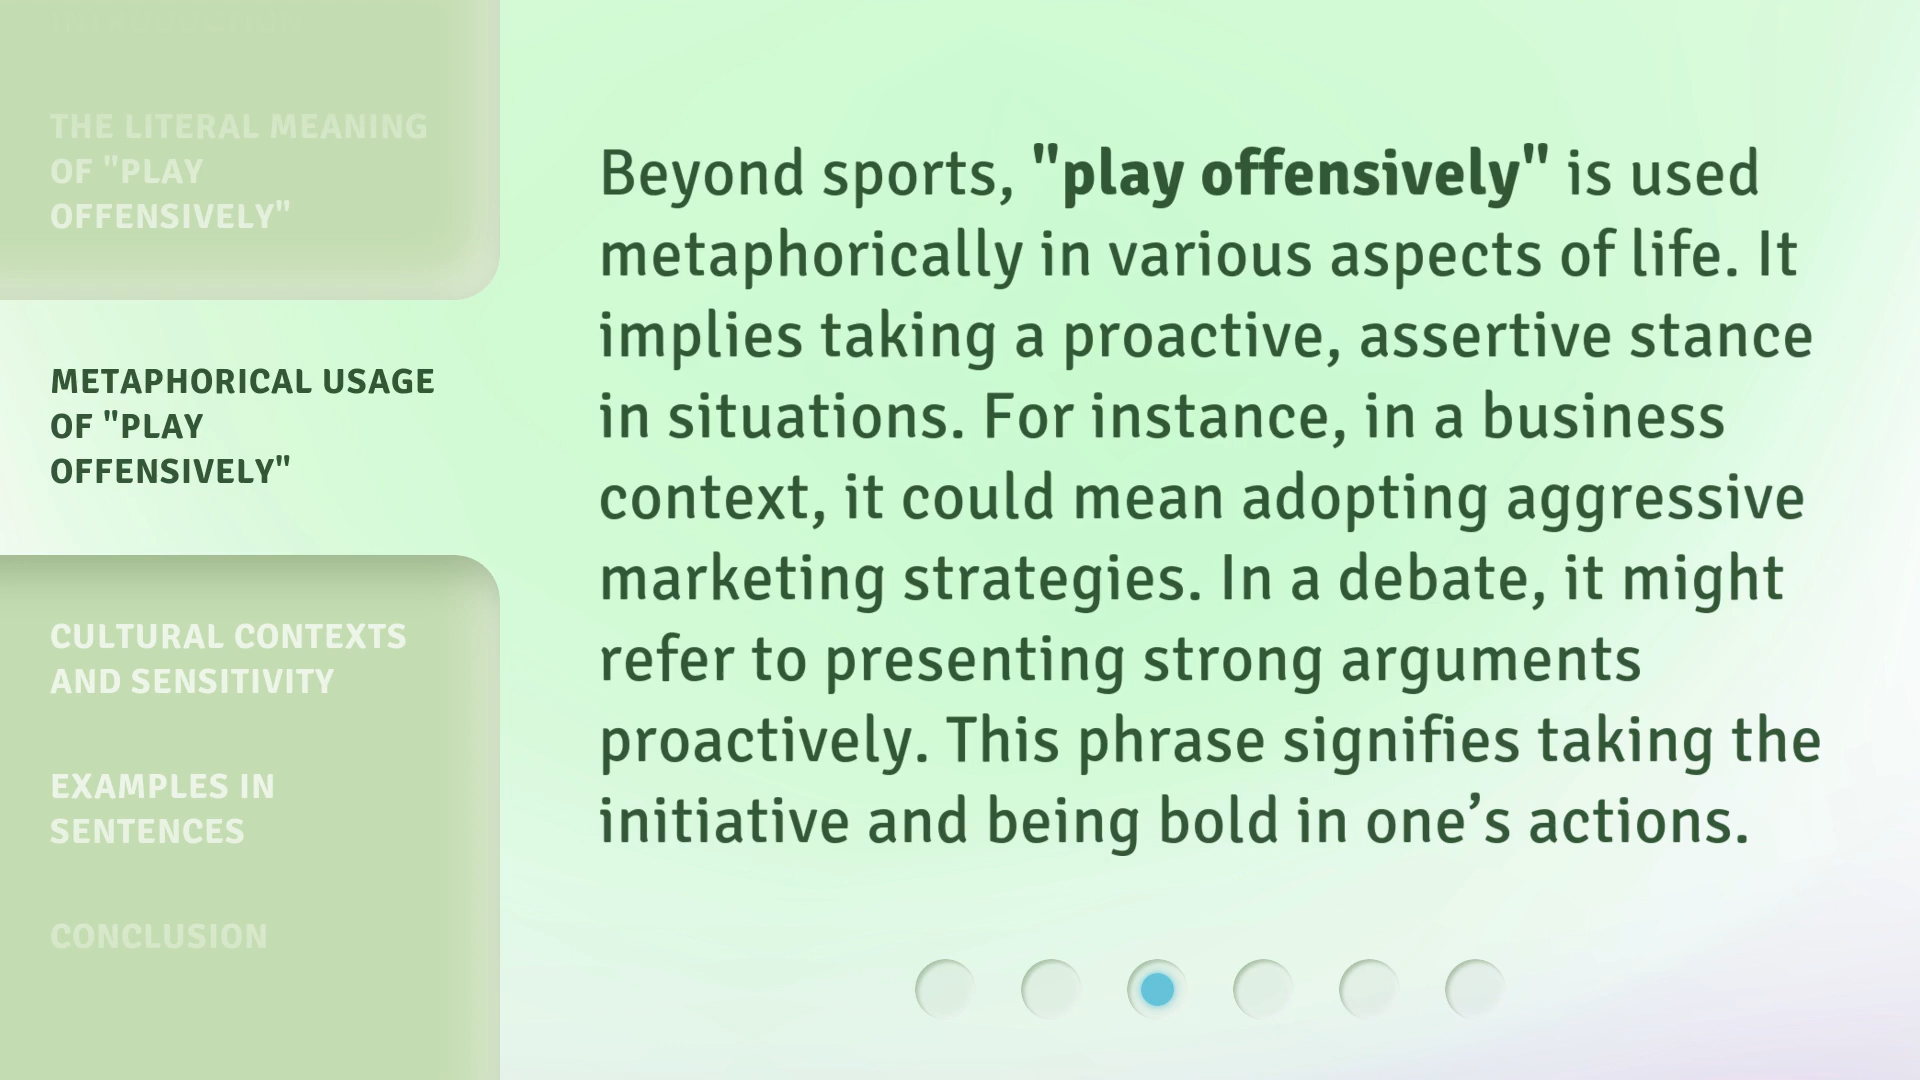 INTRODUCTION
THE LITERAL MEANING
OF "PLAY
OFFENSIVELY"
METAPHORICAL USAGE
OF "PLAY
OFFENSIVELY"
CULTURAL CONTEXTS
AND SENSITIVITY
EXAMPLES IN
SENTENCES
CONCLUSION
Beyond sports, "play offensively" is used
metaphorically in various aspects of life. It
implies taking a proactive, assertive stance
in situations. For instance, in a business
context, it could mean adopting aggressive
marketing strategies. In a debate, it might
refer to presenting strong arguments
proactively. This phrase signifies taking the
initiative and being bold in one’s actions.